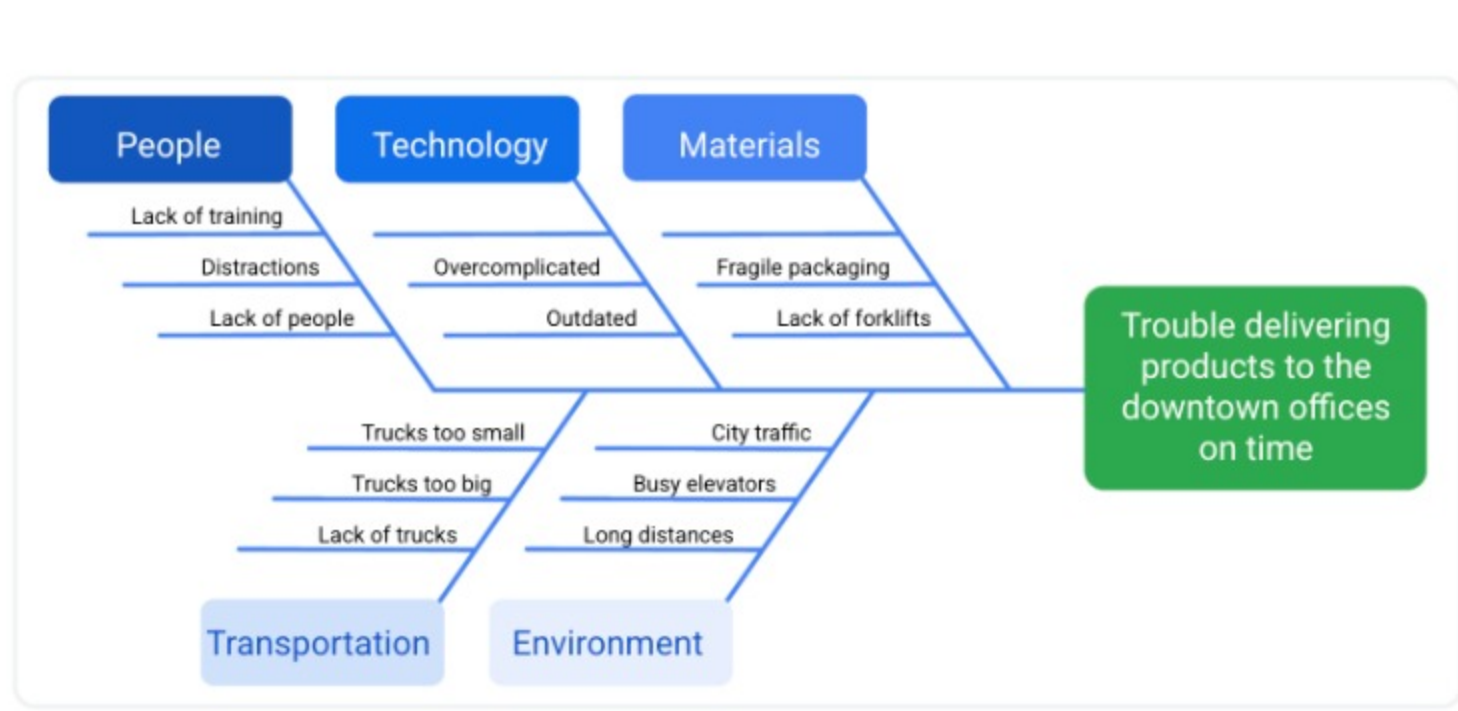 People
Technology
Materials
Lack of training
Distractions
Overcomplicated
Fragile packaging
Lack of people
Outdated
Lack of forklifts
Trouble delivering
products to the
downtown offices
on time
Trucks too small
City traffic
Trucks too big
Busy elevators
Lack of trucks
Long distances
Transportation
Environment